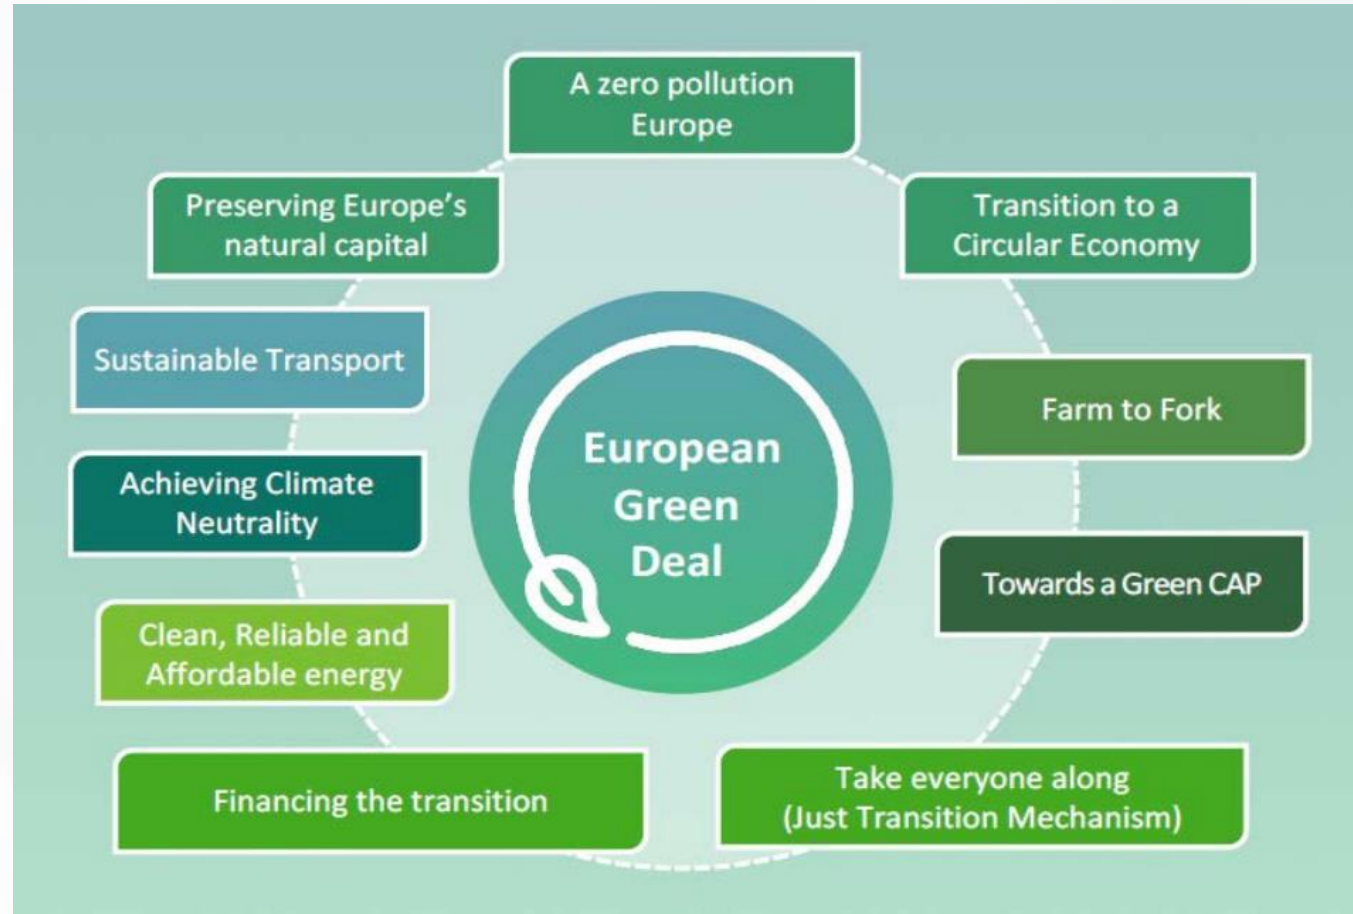 A zero pollution
Europe
Preserving Europe's
natural capital
Transition to a
Circular Economy
Sustainable Transport
Farm to Fork
European
Green
Deal
Achieving Climate
Neutrality
Towards a Green CAP
Clean, Reliable and
Affordable energy
Financing the transition
Take everyone along
(Just Transition Mechanism)